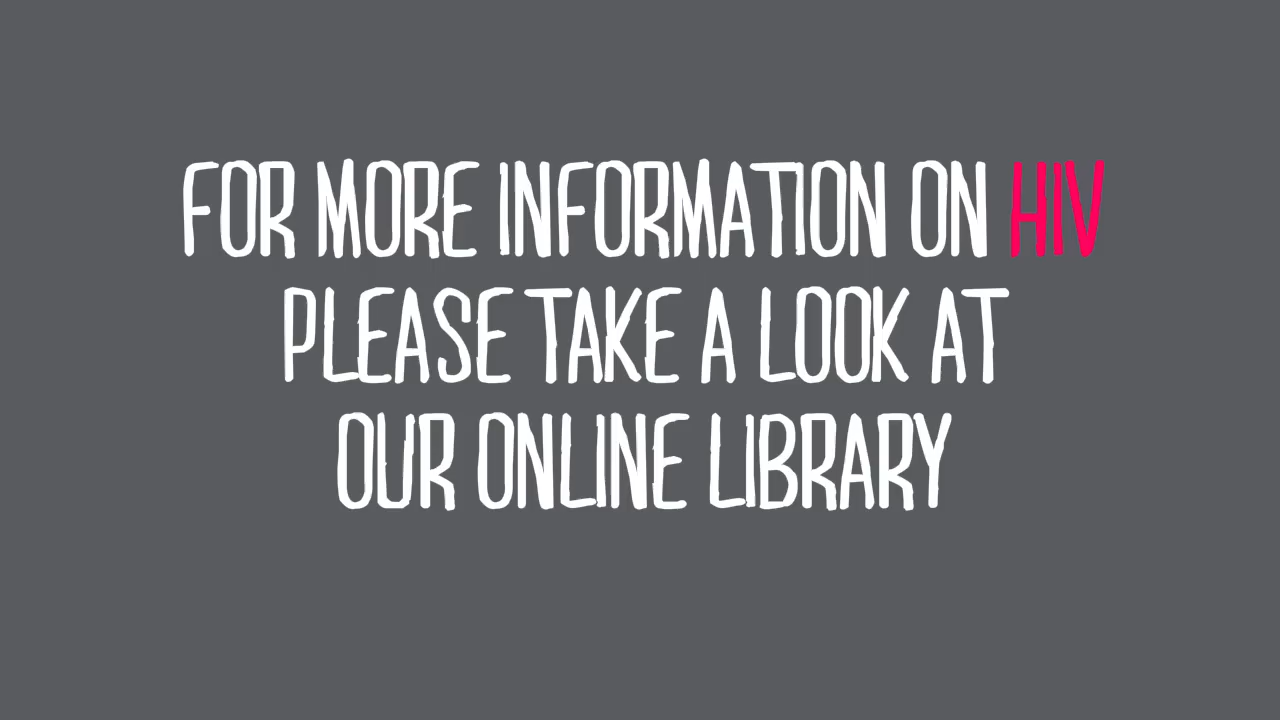 FOR MORE INFORMATION ON HIV
PLEASE TAKE A LOOK AT
OUR ONLINE LIBRARY